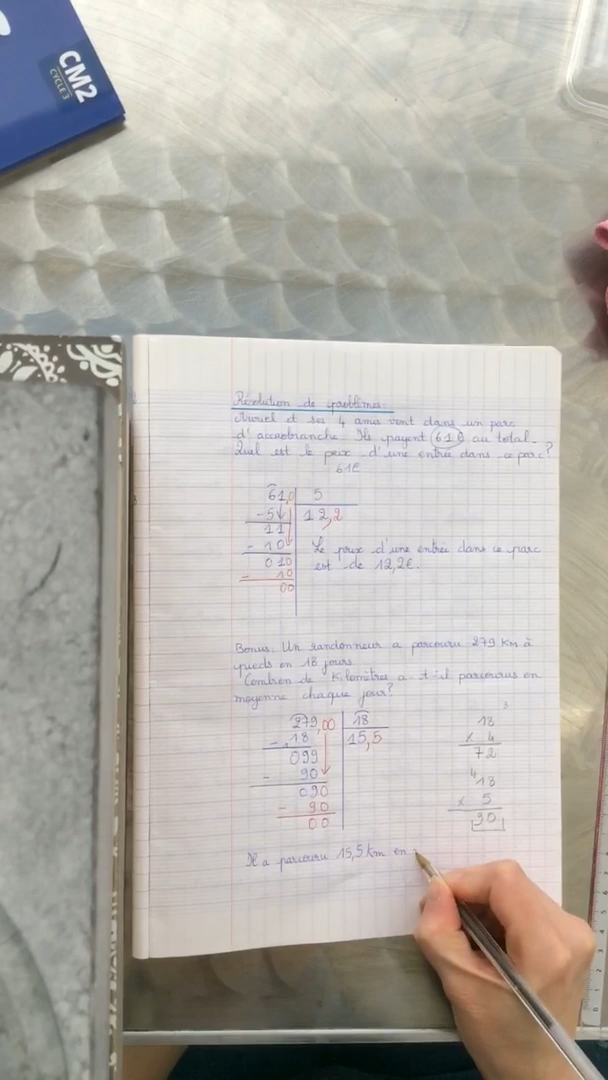 CM2
CYCLE 3
Résolution de problèmes.
Auriel et ses 4 amis vont dans un parc
d'accrobranche. Ils payent 61€ au total.
Quel est le prix d'une entrée dans ce parc?
61€
61,0 5
-5 12,2
11
- 10 Le prix d'une entrée dans ce parc
010 est de 12,2€.
- 10
00
Bonus: Un randonneur a parcouru 279 Km à
pieds en 18 jours
Combien de Kilomètres a-t-il parcourus en
moyenne chaque jour?
279,00 18
- 18 15,5
099
- 90
090
- 90
00
3
18
x 4
72
4
18
x 5
90
Il a parcouru 15,5 Km en